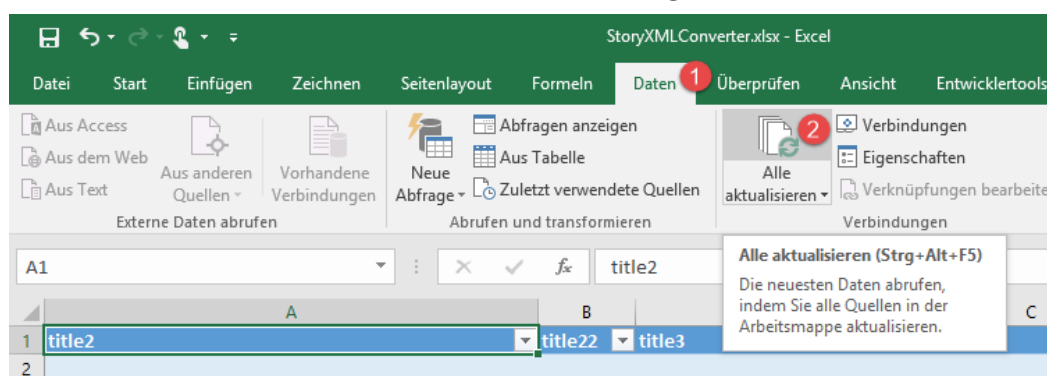 StoryXMLConverter.xlsx - Excel
Datei Start Einfügen Zeichnen Seitenlayout Formeln Daten 1 Überprüfen Ansicht Entwicklertools
Aus Access
Aus dem Web
Aus Text
Aus anderen
Quellen
Vorhandene
Verbindungen
Externe Daten abrufen
Neue
Abfrage
Abfragen anzeigen
Aus Tabelle
Zuletzt verwendete Quellen
Abrufen und transformieren
2
Alle
aktualisieren
Verbindungen
Eigenschaften
Verknüpfungen bearbeite
Verbindungen
A1 fx title2
Alle aktualisieren (Strg+Alt+F5)
Die neuesten Daten abrufen,
indem Sie alle Quellen in der
Arbeitsmappe aktualisieren.
A B C
1 title2 title22 title3
2